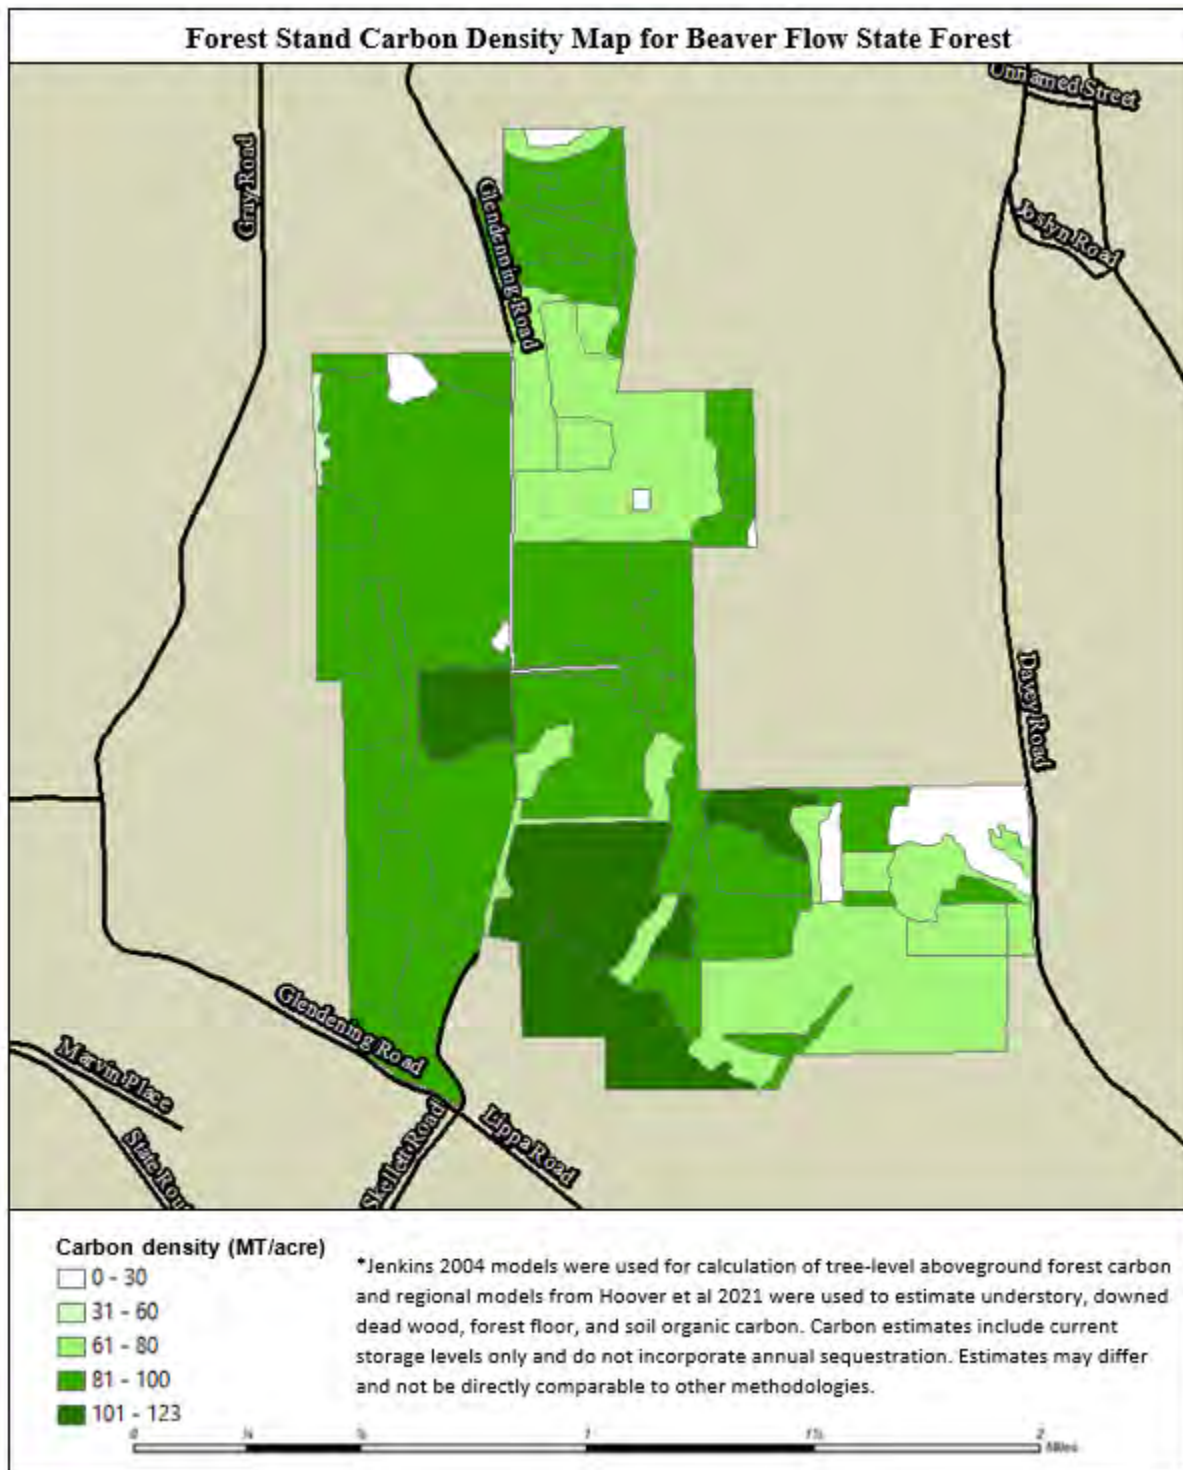 Forest Stand Carbon Density Map for Beaver Flow State Forest
Unnamed Street
Gray Road
Glendenning Road
Joslyn Road
Davey Road
Glendening Road
Marvin Place
State Rout
Skellett Road
Lippa Road
Carbon density (MT/acre)
0 - 30
31 - 60
61 - 80
81 - 100
101 - 123
*Jenkins 2004 models were used for calculation of tree-level aboveground forest carbon
and regional models from Hoover et al 2021 were used to estimate understory, downed
dead wood, forest floor, and soil organic carbon. Carbon estimates include current
storage levels only and do not incorporate annual sequestration. Estimates may differ
and not be directly comparable to other methodologies.
0 1 2
Miles